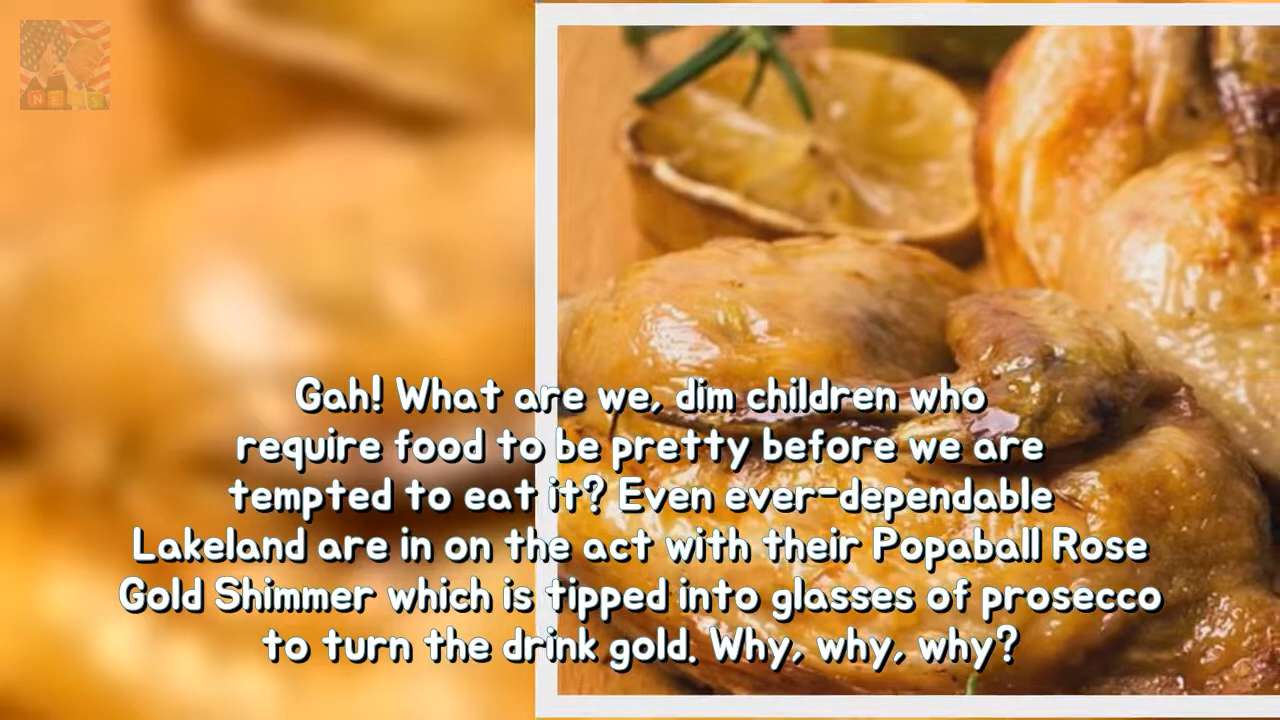 NEWS
Gah! What are we, dim children who
require food to be pretty before we are
tempted to eat it? Even ever-dependable
Lakeland are in on the act with their Popaball Rose
Gold Shimmer which is tipped into glasses of prosecco
to turn the drink gold. Why, why, why?